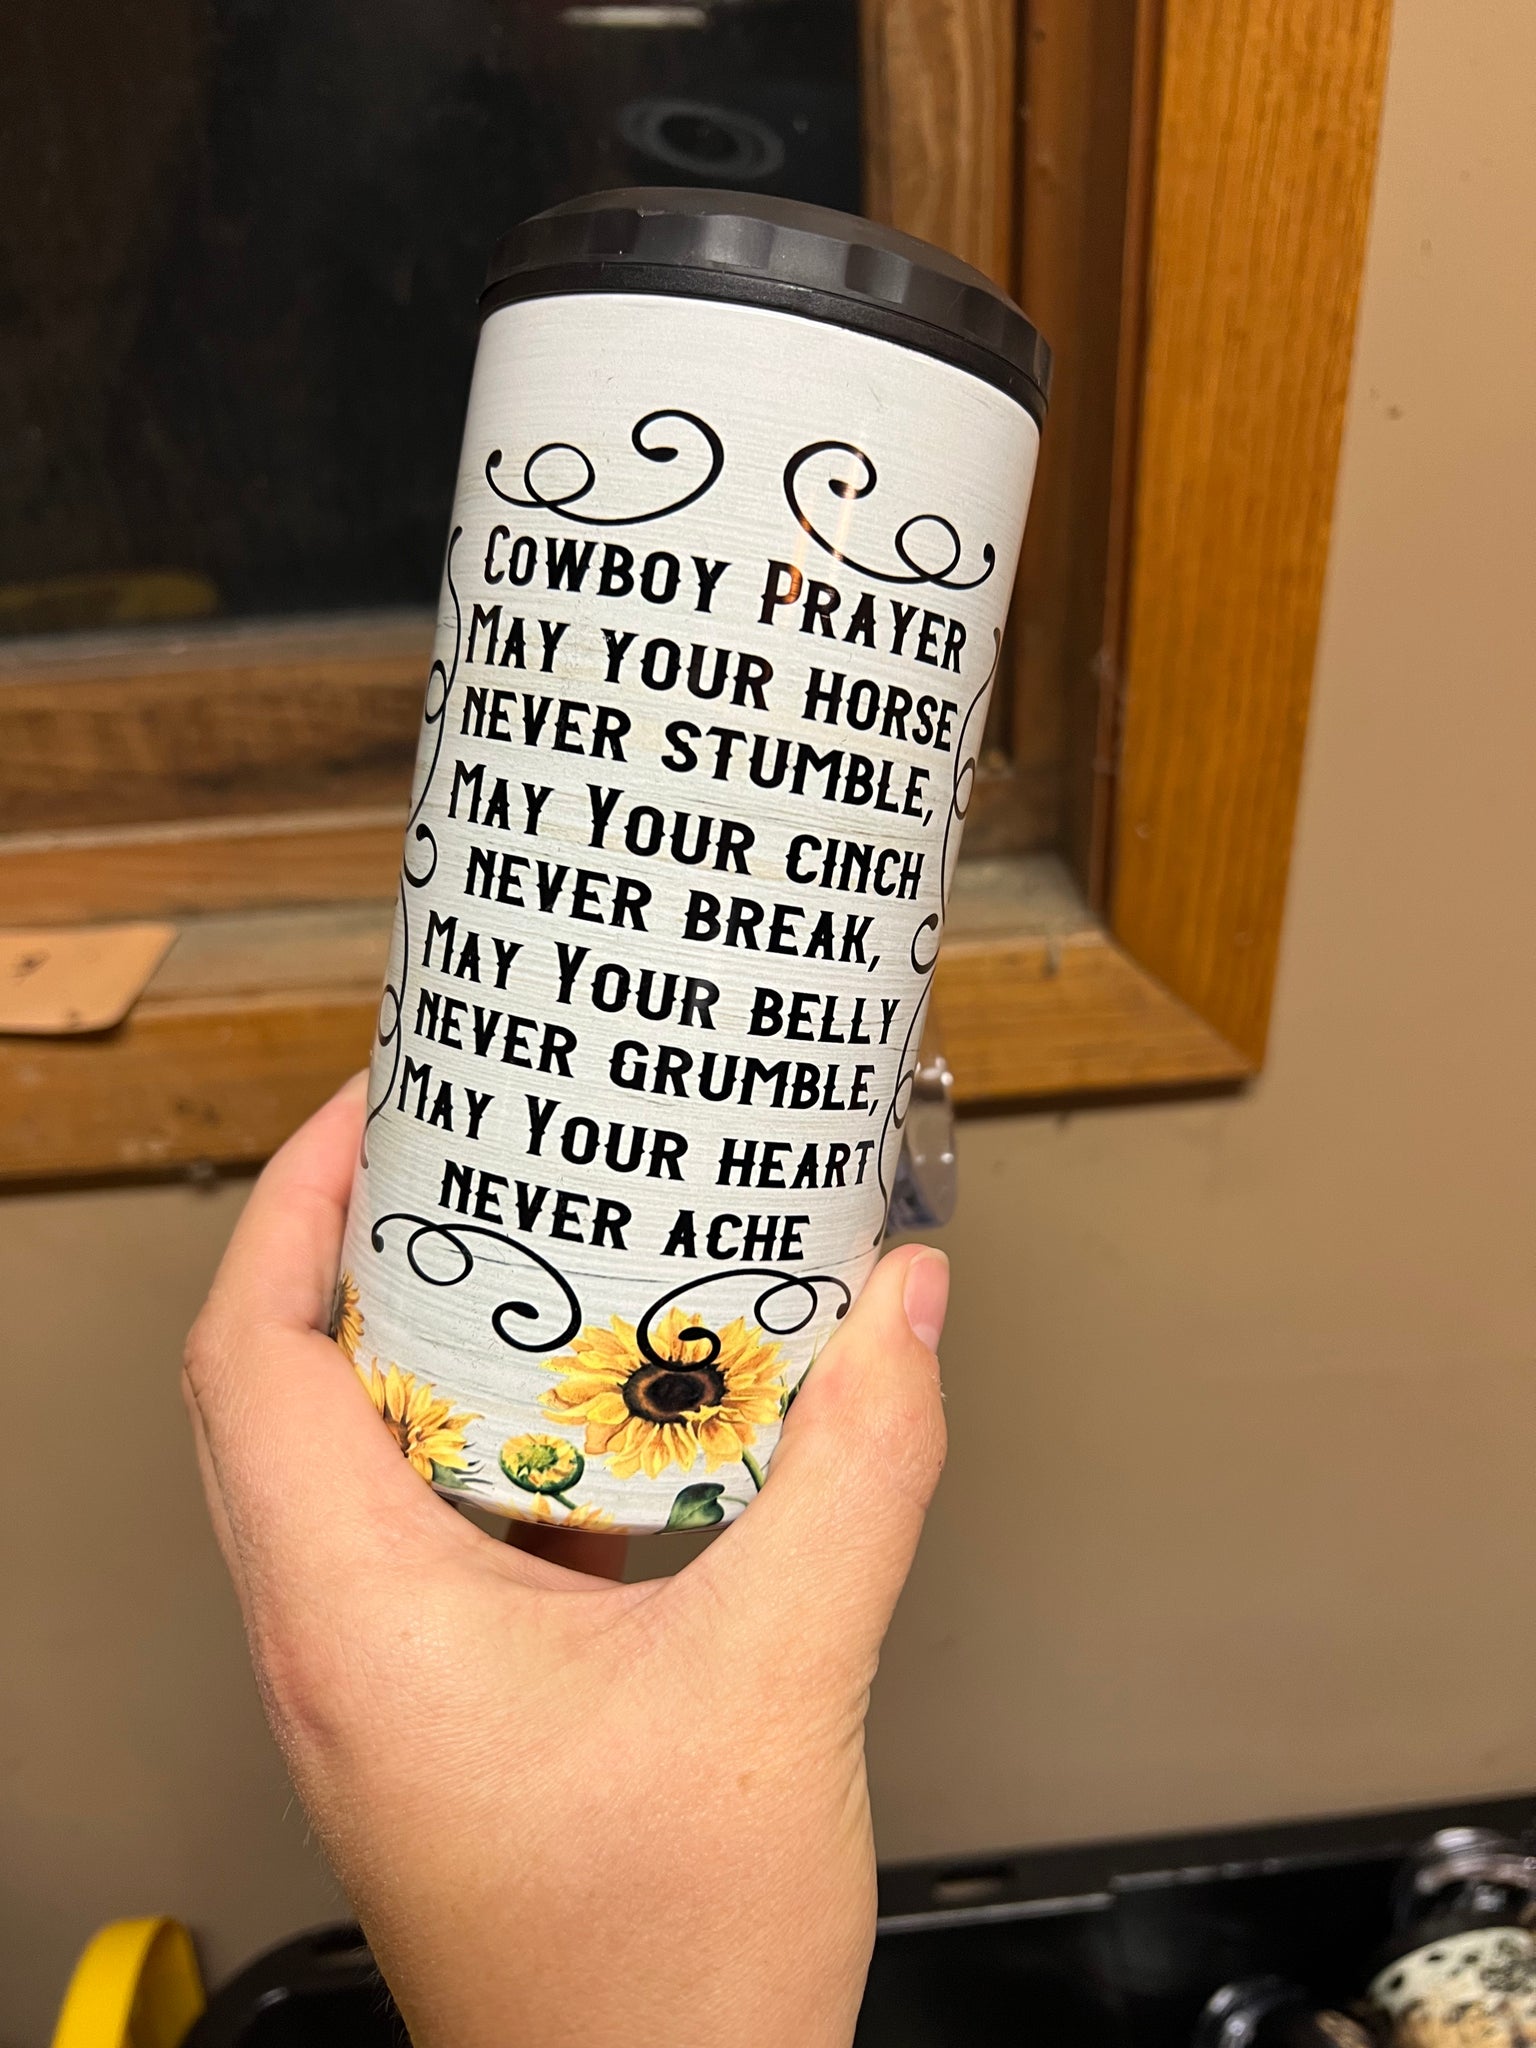 Cowboy Prayer
May your horse
never stumble,
May Your cinch
never break,
May Your belly
never grumble,
May Your heart
never ache